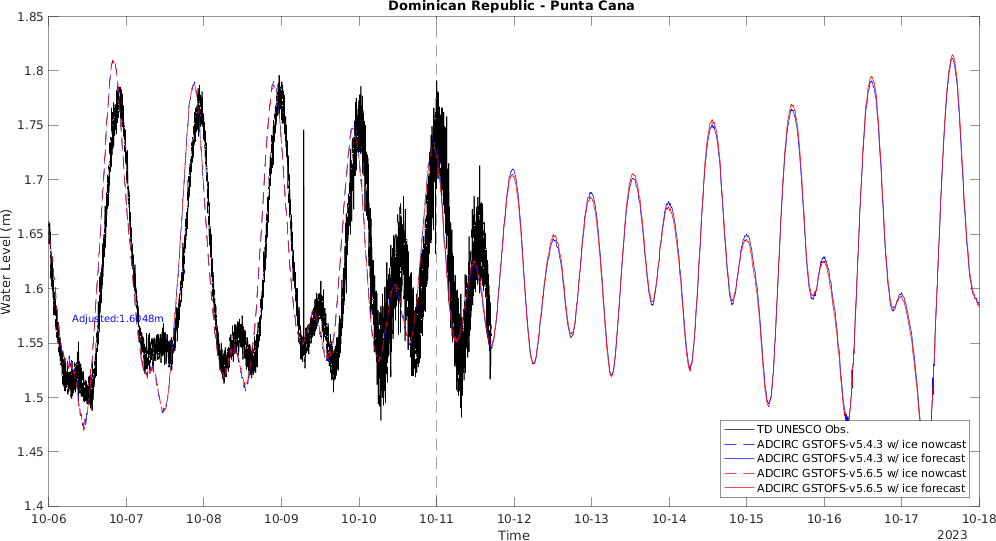 Dominican Republic - Punta Cana
1.85
1.8
1.75
1.7
1.65
1.6
1.55
1.5
1.45
1.4
Water Level (m)
Adjusted:1.6048m
TD UNESCO Obs.
ADCIRC GSTOFS-v5.4.3 w/ ice nowcast
ADCIRC GSTOFS-v5.4.3 w/ ice forecast
ADCIRC GSTOFS-v5.6.5 w/ ice nowcast
ADCIRC GSTOFS-v5.6.5 w/ ice forecast
10-06 10-07 10-08 10-09 10-10 10-11 10-12 10-13 10-14 10-15 10-16 10-17 10-18
Time
2023